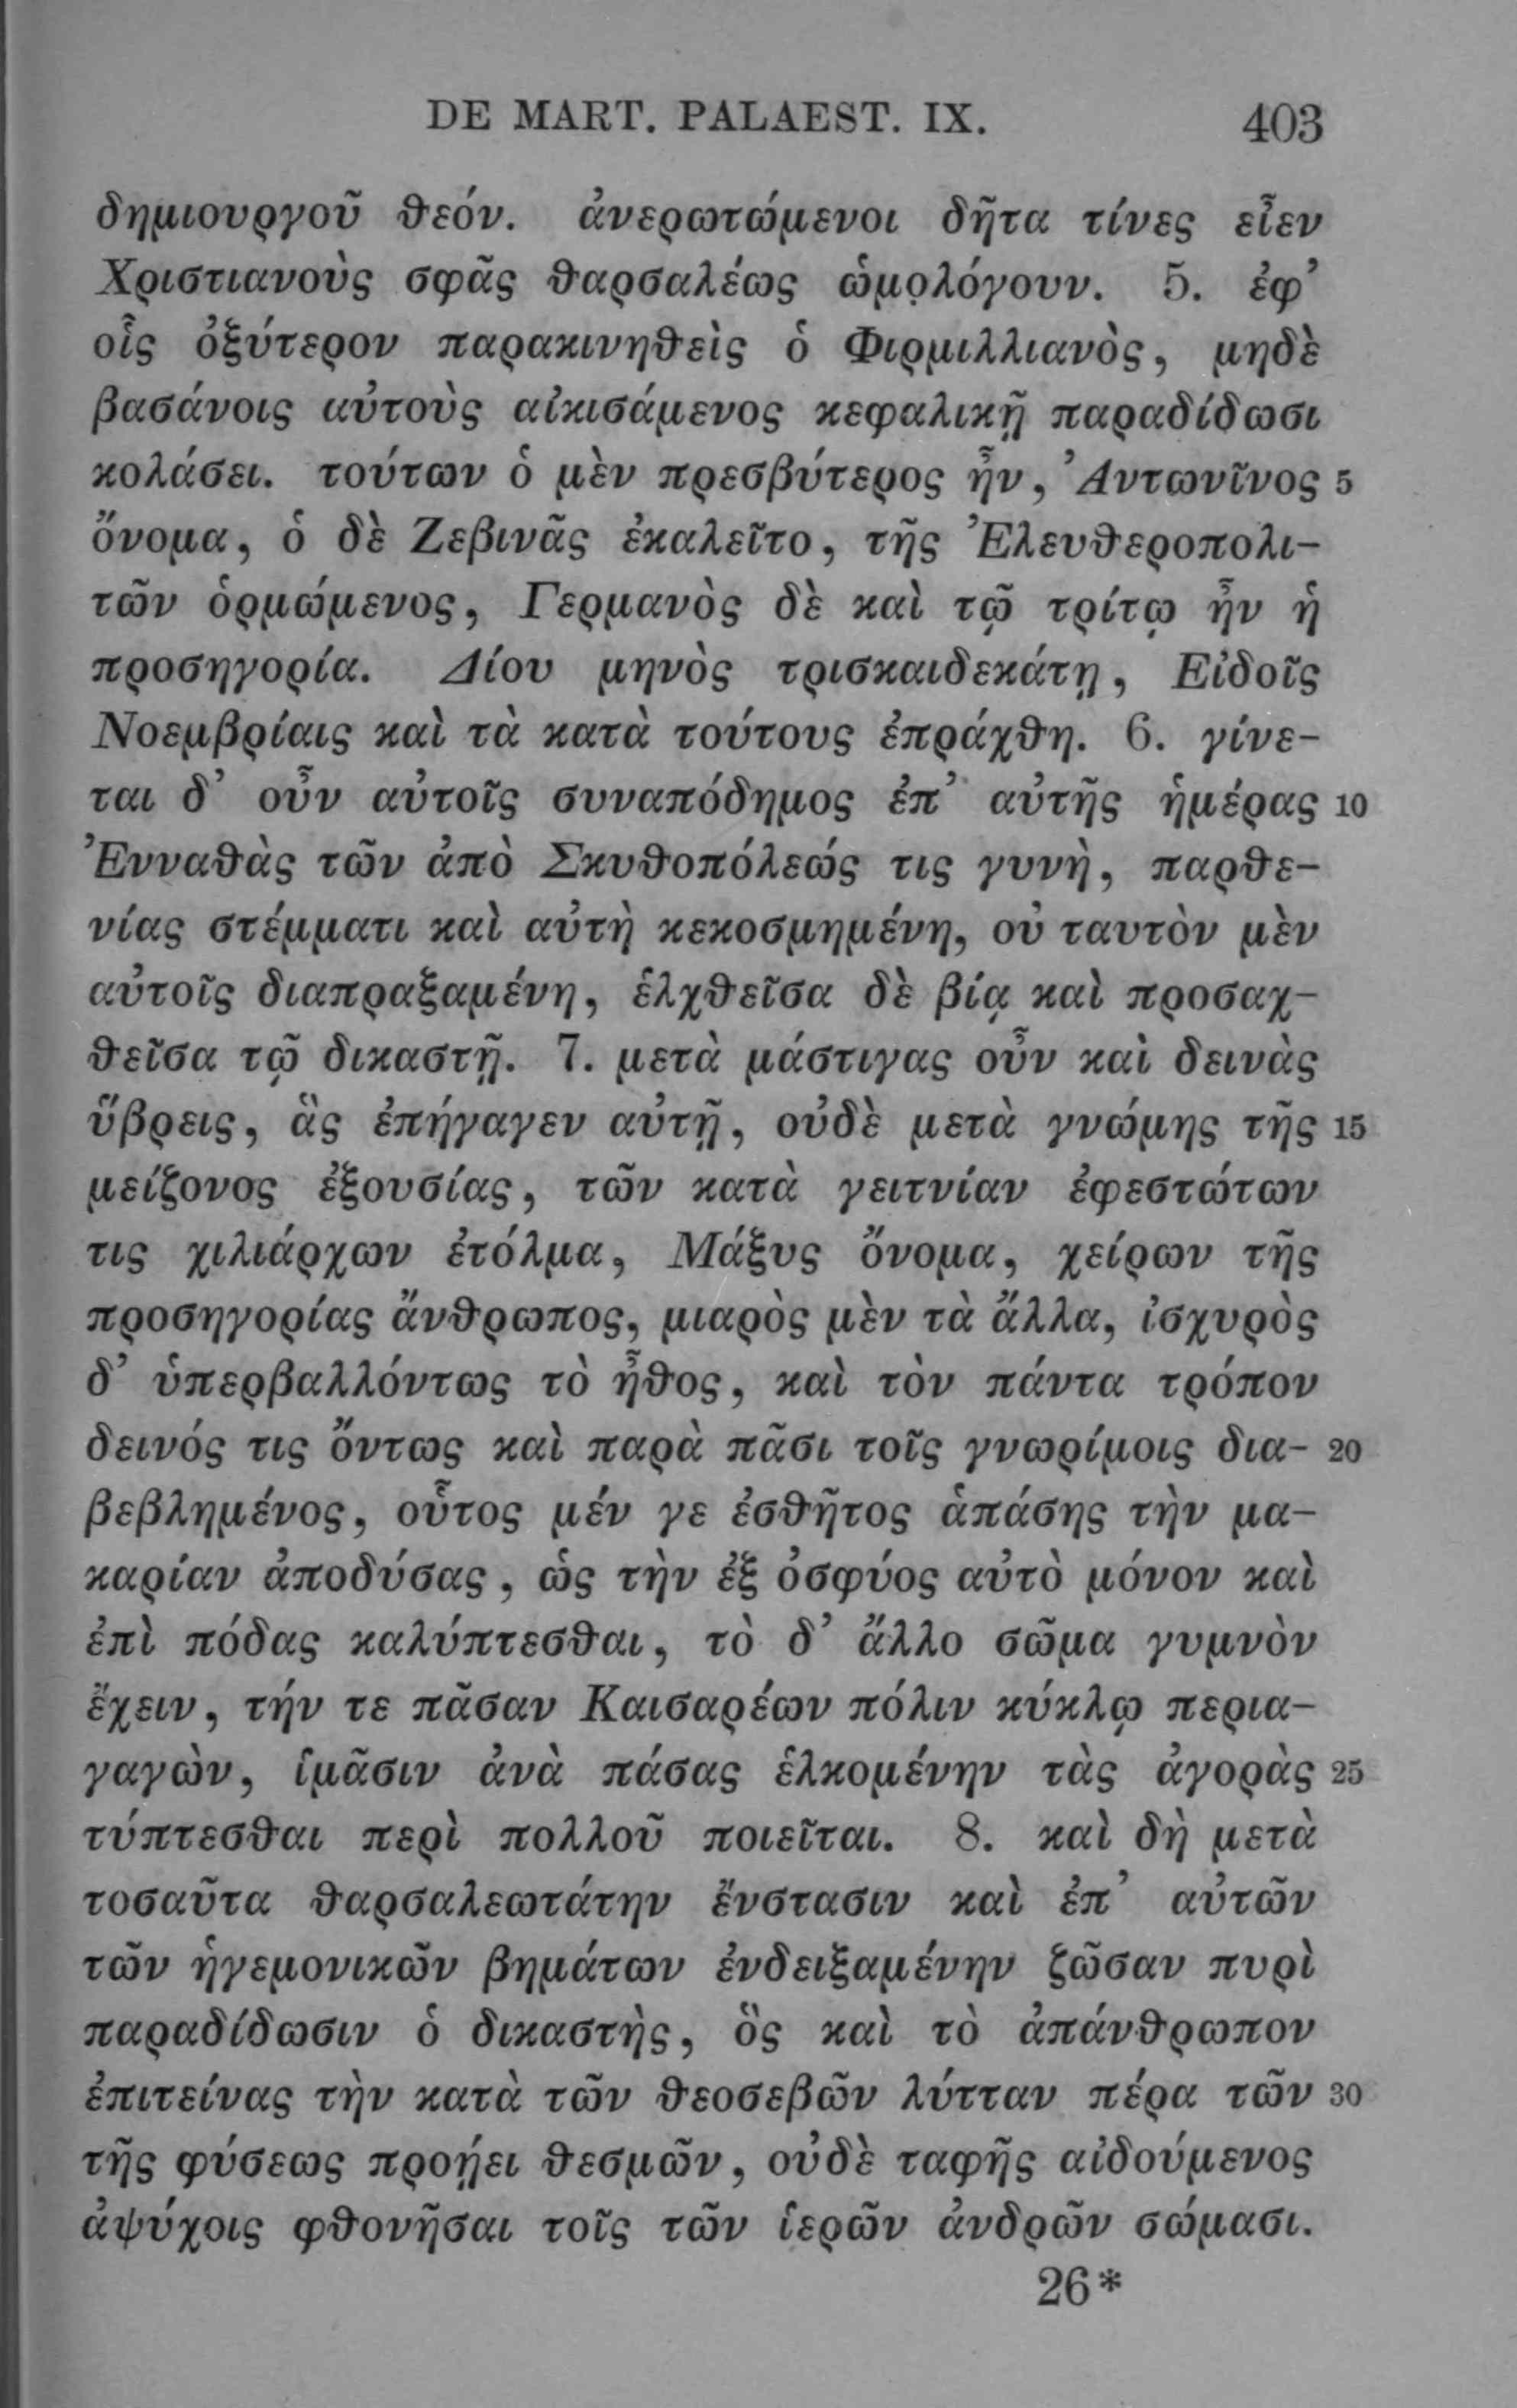 DE MART. PALAEST. IX. 403
δημιουργοῦ θεόν. ἀνερωτώμενοι δῆτα τίνες εἶεν
Χριστιανοὺς σφᾶς θαρσαλέως ὡμολόγουν. 5. ἐφ’
οἷς ὀξύτερον παρακινηθεὶς ὁ Φιρμιλλιανὸς, μηδὲ
βασάνοις αὐτοὺς αἰκισάμενος κεφαλικῇ παραδίδωσι
κολάσει. τούτων ὁ μὲν πρεσβύτερος ἦν, Ἀντωνῖνος 5
ὄνομα, ὁ δὲ Ζεβινᾶς ἐκαλεῖτο, τῆς Ἐλευθεροπολι-
τῶν ὁρμώμενος, Γερμανὸς δὲ καὶ τῷ τρίτῳ ἦν ἡ
προσηγορία. Δίου μηνὸς τρισκαιδεκάτῃ, Εἰδοῖς
Νοεμβρίαις καὶ τὰ κατὰ τούτους ἐπράχθη. 6. γίνε-
ται δ’ οὖν αὐτοῖς συναπόδημος ἐπ’ αὐτῆς ἡμέρας 10
Ἐνναθὰς τῶν ἀπὸ Σκυθοπόλεώς τις γυνὴ, παρθε-
νίας στέμματι καὶ αὐτὴ κεκοσμημένη, οὐ ταυτὸν μὲν
αὐτοῖς διαπραξαμένη, ἑλχθεῖσα δὲ βίᾳ καὶ προσαχ-
θεῖσα τῷ δικαστῇ. 7. μετὰ μάστιγας οὖν καὶ δεινὰς
ὕβρεις, ἃς ἐπήγαγεν αὐτῇ, οὐδὲ μετὰ γνώμης τῆς 15
μείζονος ἐξουσίας, τῶν κατὰ γειτνίαν ἐφεστώτων
τις χιλιάρχων ἐτόλμα, Μάξυς ὄνομα, χείρων τῆς
προσηγορίας ἄνθρωπος, μιαρὸς μὲν τὰ ἄλλα, ἰσχυρὸς
δ’ ὑπερβαλλόντως τὸ ἦθος, καὶ τὸν πάντα τρόπον
δεινός τις ὄντως καὶ παρὰ πᾶσι τοῖς γνωρίμοις δια- 20
βεβλημένος, οὗτος μέν γε ἐσθῆτος ἁπάσης τὴν μα-
καρίαν ἀποδύσας, ὡς τὴν ἐξ ὀσφύος αὐτὸ μόνον καὶ
ἐπὶ πόδας καλύπτεσθαι, τὸ δ’ ἄλλο σῶμα γυμνὸν
ἔχειν, τήν τε πᾶσαν Καισαρέων πόλιν κύκλῳ περια-
γαγὼν, ἱμᾶσιν ἀνὰ πάσας ἑλκομένην τὰς ἀγορὰς 25
τύπτεσθαι περὶ πολλοῦ ποιεῖται. 8. καὶ δὴ μετὰ
τοσαῦτα θαρσαλεωτάτην ἔνστασιν καὶ ἐπ’ αὐτῶν
τῶν ἡγεμονικῶν βημάτων ἐνδειξαμένην ζῶσαν πυρὶ
παραδίδωσιν ὁ δικαστὴς, ὃς καὶ τὸ ἀπάνθρωπον
ἐπιτείνας τὴν κατὰ τῶν θεοσεβῶν λύτταν πέρα τῶν 30
τῆς φύσεως προῄει θεσμῶν, οὐδὲ ταφῆς αἰδούμενος
ἀψύχοις φθονῆσαι τοῖς τῶν ἱερῶν ἀνδρῶν σώμασι.
26*